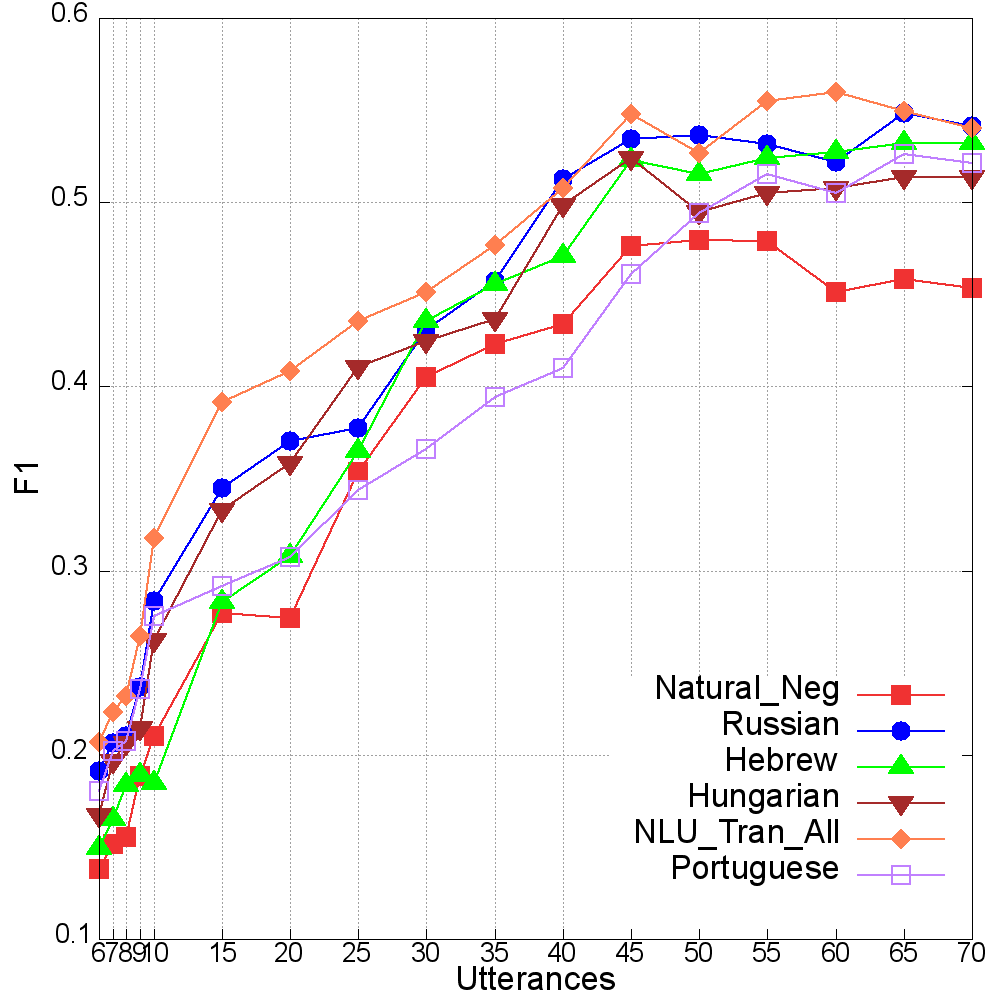 0.6
0.5
0.4
0.3
0.2
0.1
F1
Natural_Neg
Russian
Hebrew
Hungarian
NLU_Tran_All
Portuguese
6 7 8 9 10 15 20 25 30 35 40 45 50 55 60 65 70
Utterances